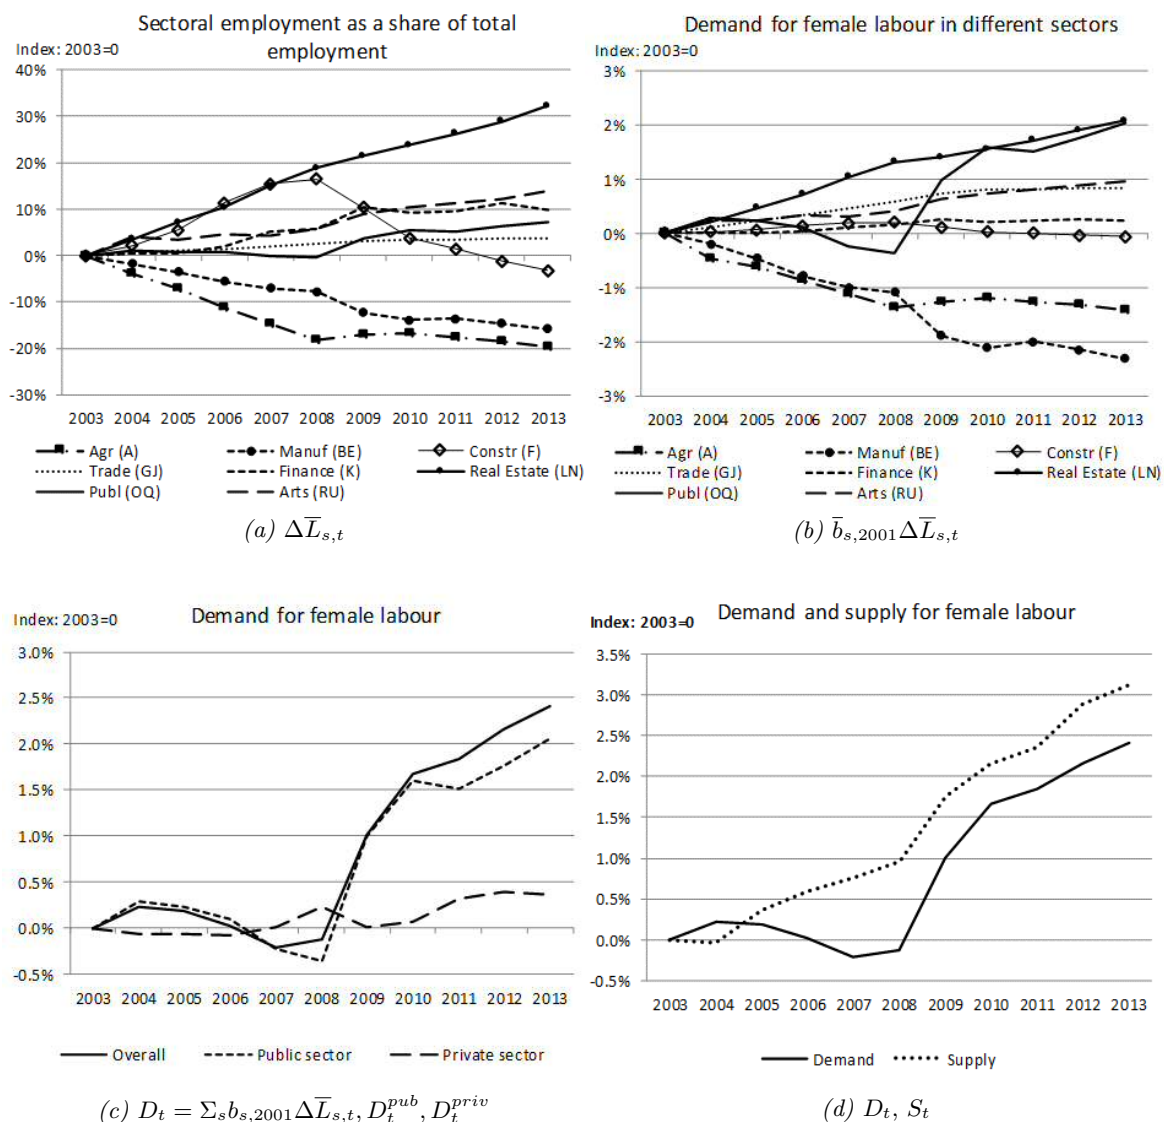 Sectoral employment as a share of total
employment
Index: 2003=0
40%
30%
20%
10%
0%
-10%
-20%
-30%
2003 2004 2005 2006 2007 2008 2009 2010 2011 2012 2013
Agr (A) Manuf (BE) Constr (F)
Trade (GJ) Finance (K) Real Estate (LN)
Publ (OQ) Arts (RU)
(a) ΔL̅s,t
Demand for female labour in different sectors
Index: 2003=0
3%
2%
1%
0%
-1%
-2%
-3%
2003 2004 2005 2006 2007 2008 2009 2010 2011 2012 2013
Agr (A) Manuf (BE) Constr (F)
Trade (GJ) Finance (K) Real Estate (LN)
Publ (OQ) Arts (RU)
(b) b̅s,2001ΔL̅s,t
Demand for female labour
Index: 2003=0
3.0%
2.5%
2.0%
1.5%
1.0%
0.5%
0.0%
-0.5%
2003 2004 2005 2006 2007 2008 2009 2010 2011 2012 2013
Overall Public sector Private sector
(c) Dt = Σsbs,2001ΔL̅s,t, Dt^pub, Dt^priv
Demand and supply for female labour
Index: 2003=0
3.5%
3.0%
2.5%
2.0%
1.5%
1.0%
0.5%
0.0%
-0.5%
2003 2004 2005 2006 2007 2008 2009 2010 2011 2012 2013
Demand Supply
(d) Dt, St